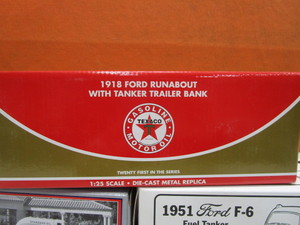 1918 FORD RUNABOUT
WITH TANKER TRAILER BANK
GASOLINE
TEXACO
MOTOR OIL
TWENTY FIRST IN THE SERIES
1:25 SCALE • DIE-CAST METAL REPLICA
1951 Ford F-6
Fuel Tanker